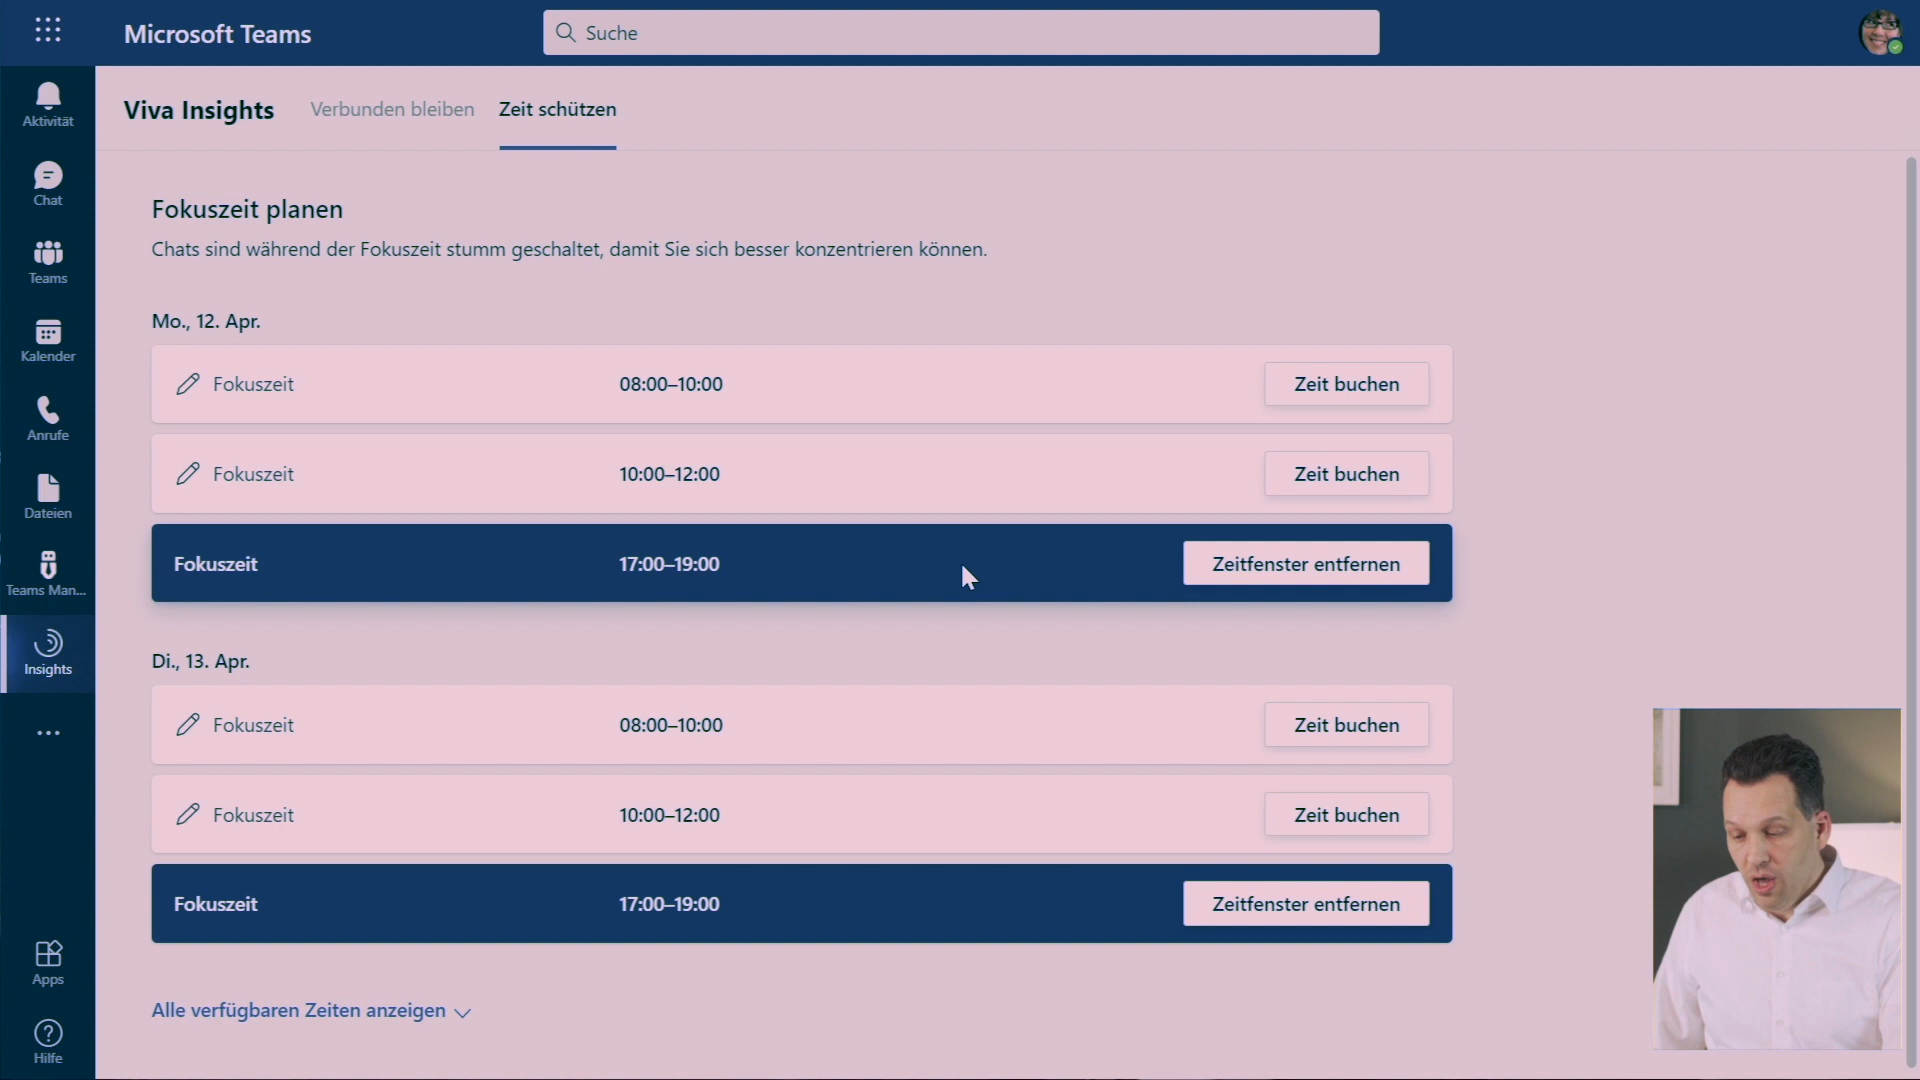 Microsoft Teams
Suche
Aktivität
Chat
Teams
Kalender
Anrufe
Dateien
Teams Man...
Insights
Apps
Hilfe
Viva Insights
Verbunden bleiben
Zeit schützen
Fokuszeit planen
Chats sind während der Fokuszeit stumm geschaltet, damit Sie sich besser konzentrieren können.
Mo., 12. Apr.
Fokuszeit 08:00–10:00 Zeit buchen
Fokuszeit 10:00–12:00 Zeit buchen
Fokuszeit 17:00–19:00 Zeitfenster entfernen
Di., 13. Apr.
Fokuszeit 08:00–10:00 Zeit buchen
Fokuszeit 10:00–12:00 Zeit buchen
Fokuszeit 17:00–19:00 Zeitfenster entfernen
Alle verfügbaren Zeiten anzeigen